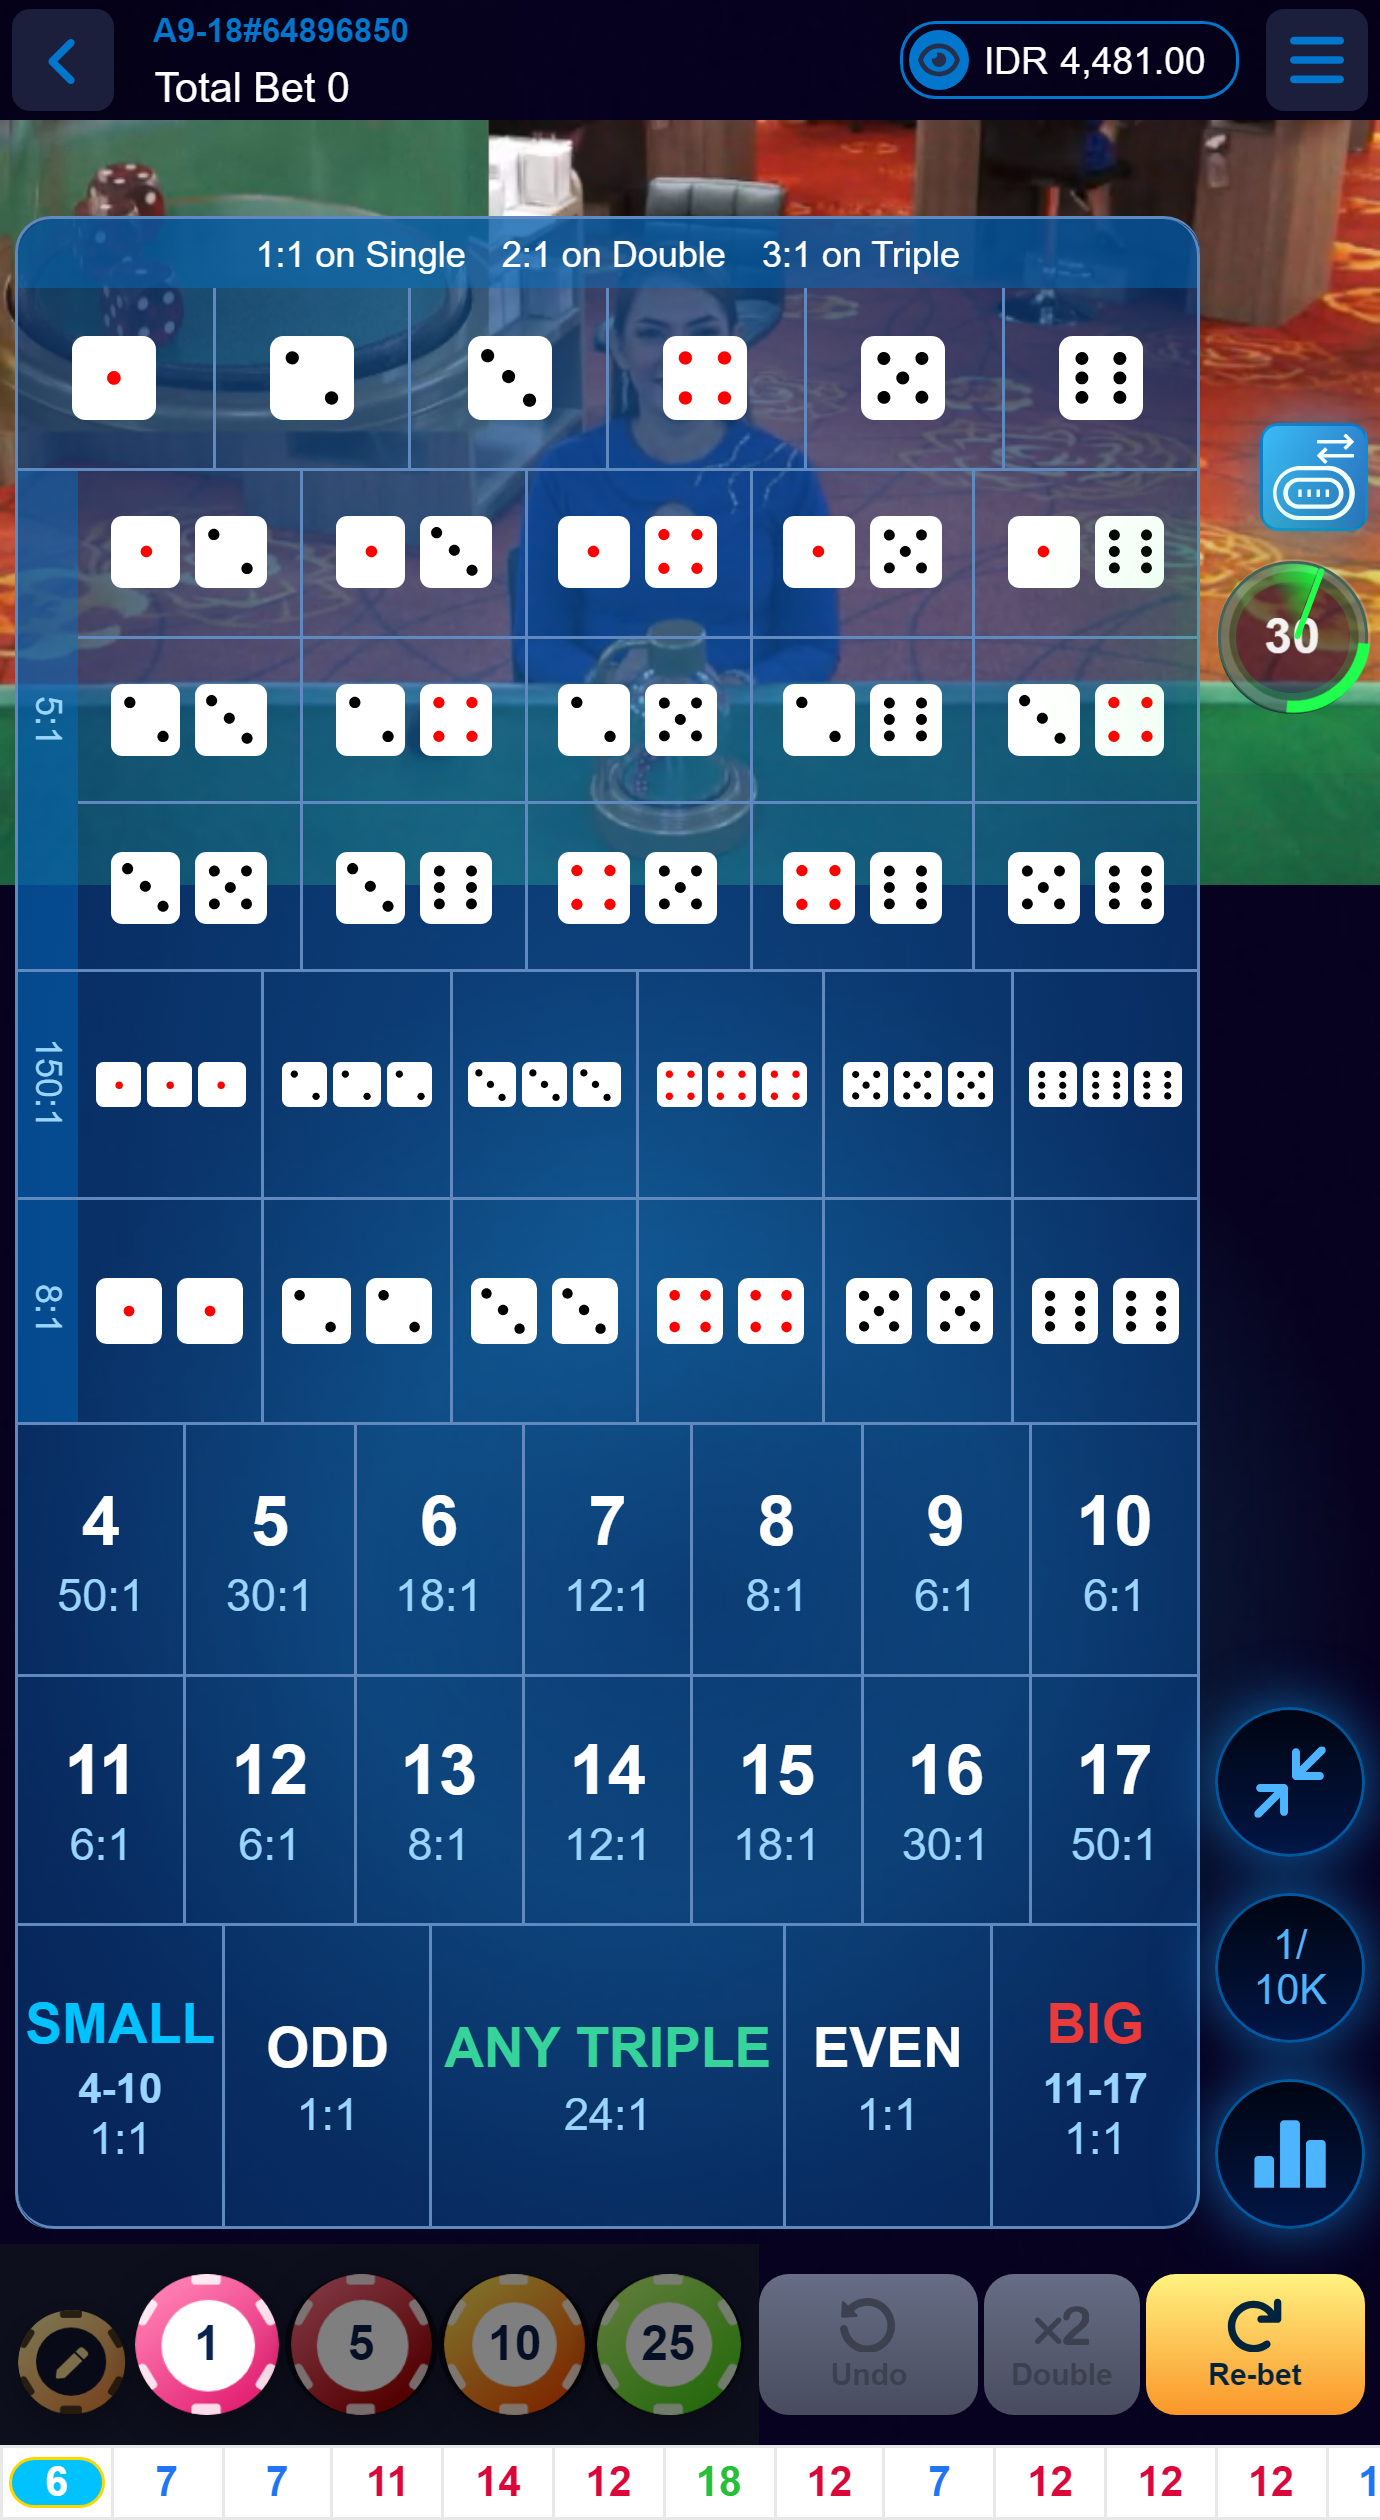 A9-18#64896850
Total Bet 0
IDR 4,481.00
1:1 on Single 2:1 on Double 3:1 on Triple
30
5:1
150:1
8:1
4 5 6 7 8 9 10
50:1 30:1 18:1 12:1 8:1 6:1 6:1
11 12 13 14 15 16 17
6:1 6:1 8:1 12:1 18:1 30:1 50:1
1/
10K
SMALL
4-10
1:1
ODD
1:1
ANY TRIPLE
24:1
EVEN
1:1
BIG
11-17
1:1
1 5 10 25
Undo
x2
Double
Re-bet
6 7 7 11 14 12 18 12 7 12 12 12